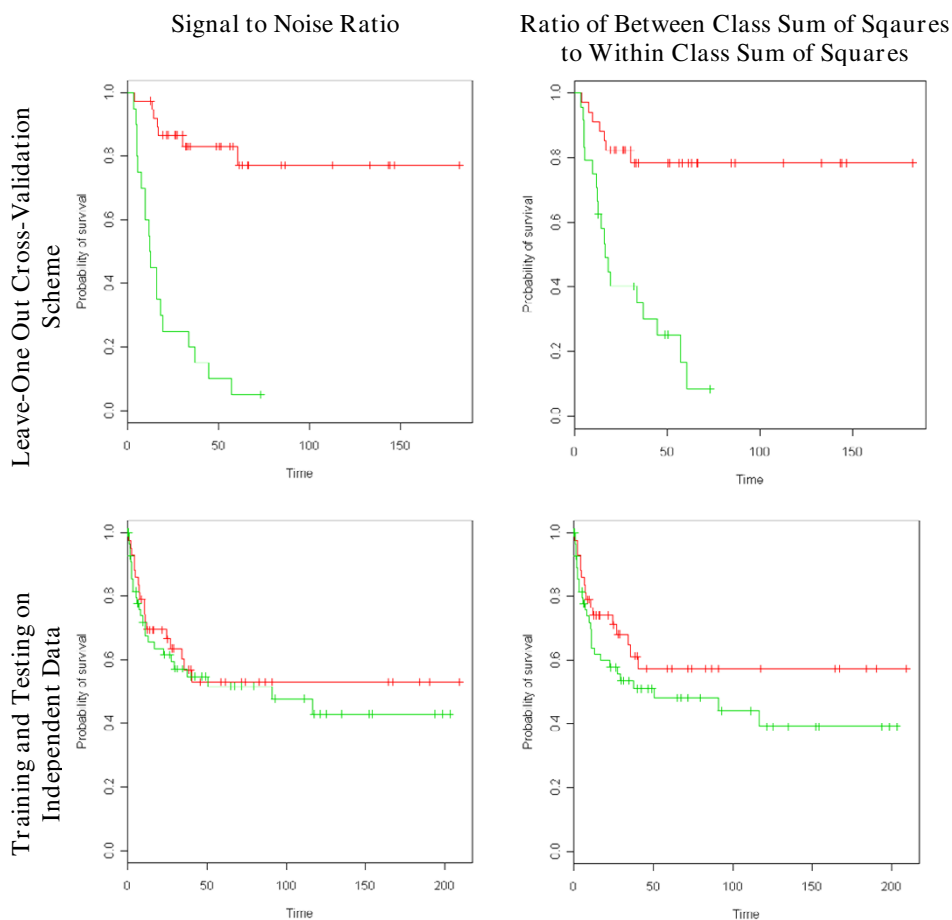 Signal to Noise Ratio
Ratio of Between Class Sum of Sqaures
to Within Class Sum of Squares
Leave-One Out Cross-Validation
Scheme
Probability of survival
1.0
0.8
0.6
0.4
0.2
0.0
0
50
100
150
Time
Probability of survival
1.0
0.8
0.6
0.4
0.2
0.0
0
50
100
150
Time
Training and Testing on
Independent Data
Probability of survival
1.0
0.8
0.6
0.4
0.2
0.0
0
50
100
150
200
Time
Probability of survival
1.0
0.8
0.6
0.4
0.2
0.0
0
50
100
150
200
Time